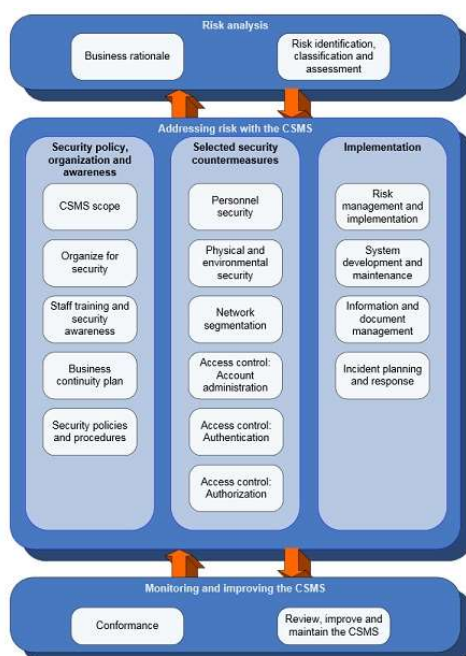 Risk analysis
Business rationale
Risk identification,
classification and
assessment
Addressing risk with the CSMS
Security policy,
organization and
awareness
CSMS scope
Organize for
security
Staff training and
security
awareness
Business
continuity plan
Security policies
and procedures
Selected security
countermeasures
Personnel
security
Physical and
environmental
security
Network
segmentation
Access control:
Account
administration
Access control:
Authentication
Access control:
Authorization
Implementation
Risk
management and
implementation
System
development and
maintenance
Information and
document
management
Incident planning
and response
Monitoring and improving the CSMS
Conformance
Review, improve and
maintain the CSMS